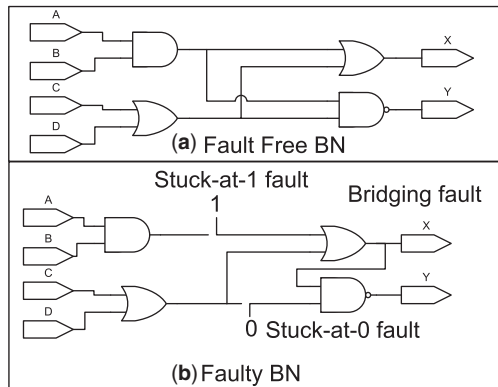 A
X
B
C
Y
D
(a) Fault Free BN
Stuck-at-1 fault
Bridging fault
1
A
X
B
C
Y
D
0 Stuck-at-0 fault
(b) Faulty BN